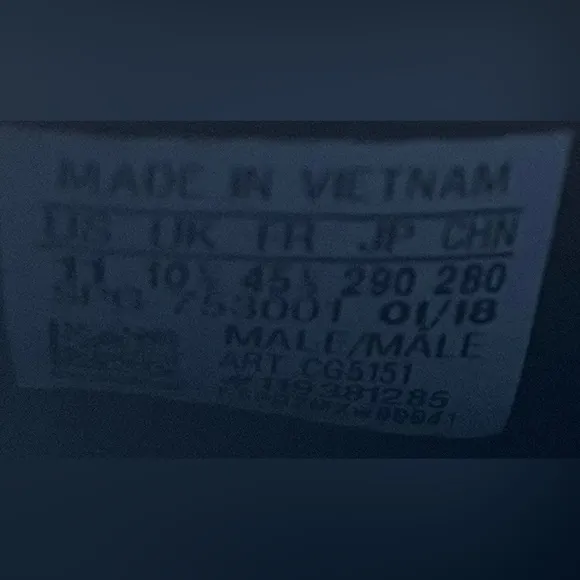 MADE IN VIETNAM
US UK FR JP CHN
11 10½ 45⅓ 290 280
753001 01/18
MALE/MÂLE
ART CG5151